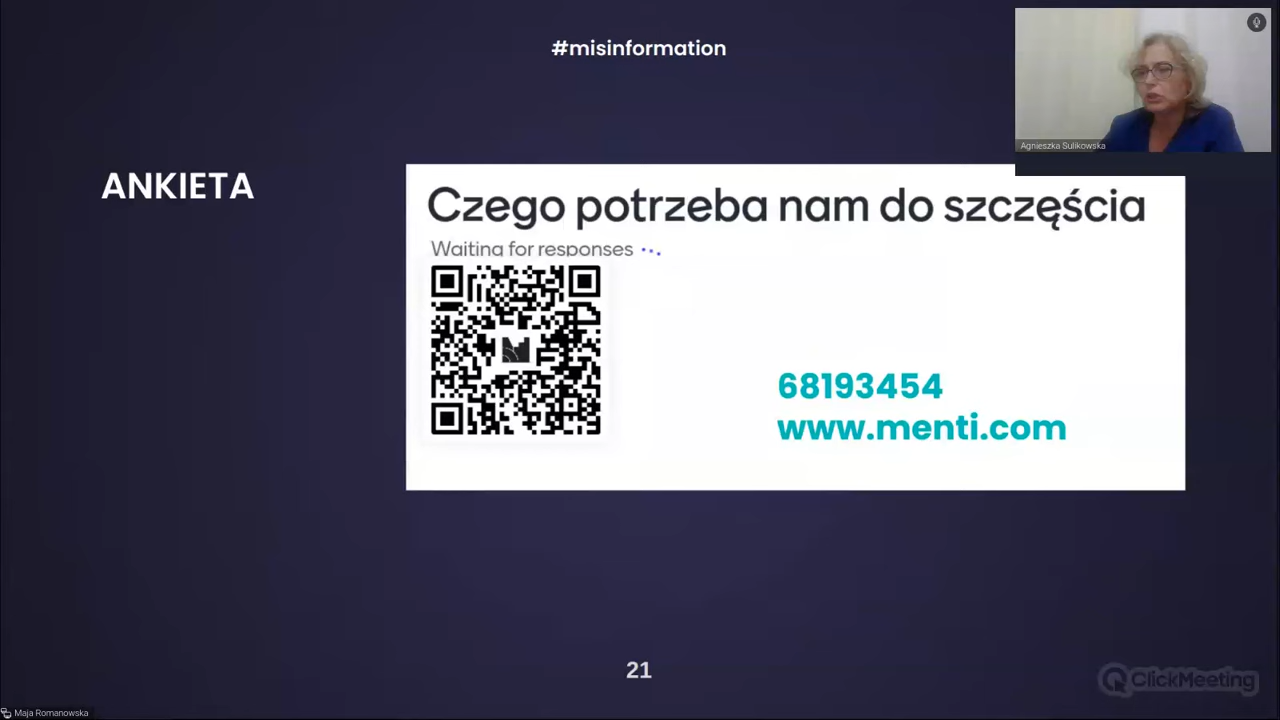 #misinformation
Agnieszka Sulikowska
ANKIETA
Czego potrzeba nam do szczęścia
Waiting for responses
68193454
www.menti.com
21
ClickMeeting
Maja Romanowska